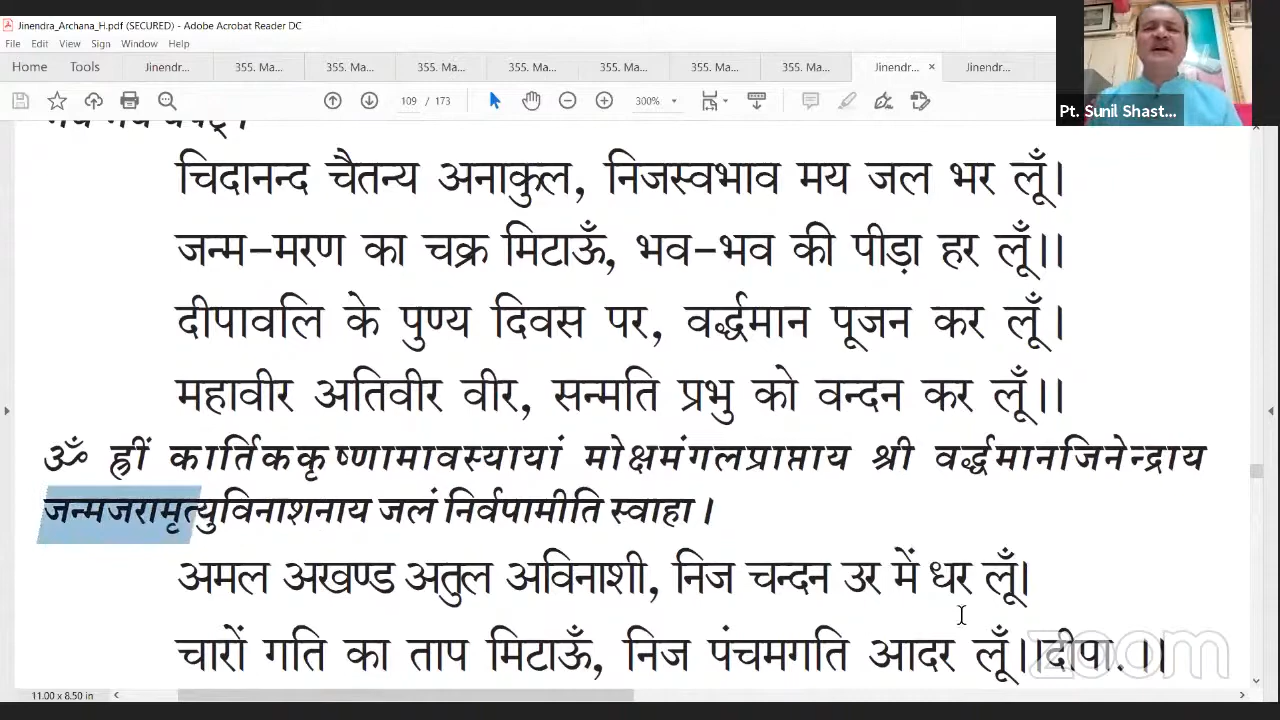 Jinendra_Archana_H.pdf (SECURED) - Adobe Acrobat Reader DC
File Edit View Sign Window Help
Home Tools Jinendr... 355. Ma... 355. Ma... 355. Ma... 355. Ma... 355. Ma... 355. Ma... 355. Ma... Jinendr... × Jinendr...
109 / 173 300%
Pt. Sunil Shast...
चिदानन्द चैतन्य अनाकुल, निजस्वभाव मय जल भर लूँ।
जन्म-मरण का चक्र मिटाऊँ, भव-भव की पीड़ा हर लूँ।।
दीपावलि के पुण्य दिवस पर, वर्द्धमान पूजन कर लूँ।
महावीर अतिवीर वीर, सन्मति प्रभु को वन्दन कर लूँ।।
ॐ ह्रीं कार्तिककृष्णामावस्यायां मोक्षमंगलप्राप्ताय श्री वर्द्धमानजिनेन्द्राय
जन्मजरामृत्युविनाशनाय जलं निर्वपामीति स्वाहा।
अमल अखण्ड अतुल अविनाशी, निज चन्दन उर में धर लूँ।
चारों गति का ताप मिटाऊँ, निज पंचमगति आदर लूँ।।दीपा.।।
zoom
11.00 x 8.50 in